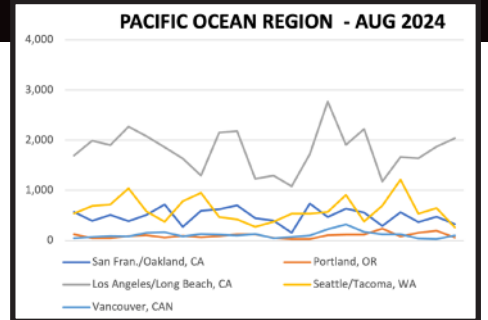 PACIFIC OCEAN REGION - AUG 2024
4,000
3,000
2,000
1,000
0
San Fran./Oakland, CA
Portland, OR
Los Angeles/Long Beach, CA
Seattle/Tacoma, WA
Vancouver, CAN